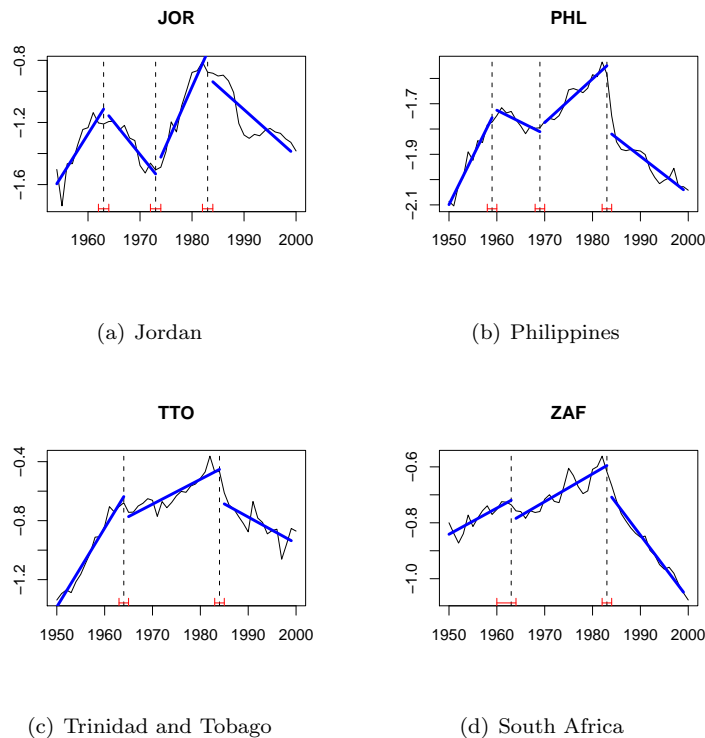 JOR
−0.8
−1.2
−1.6
1960 1970 1980 1990 2000
(a) Jordan
PHL
−1.7
−1.9
−2.1
1950 1960 1970 1980 1990 2000
(b) Philippines
TTO
−0.4
−0.8
−1.2
1950 1960 1970 1980 1990 2000
(c) Trinidad and Tobago
ZAF
−0.6
−0.8
−1.0
1950 1960 1970 1980 1990 2000
(d) South Africa